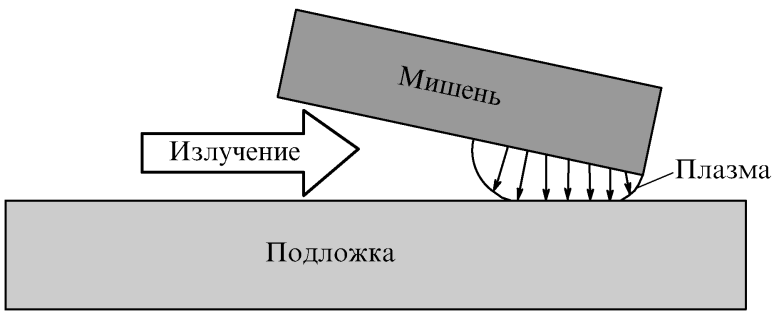 Мишень
Излучение
Плазма
Подложка